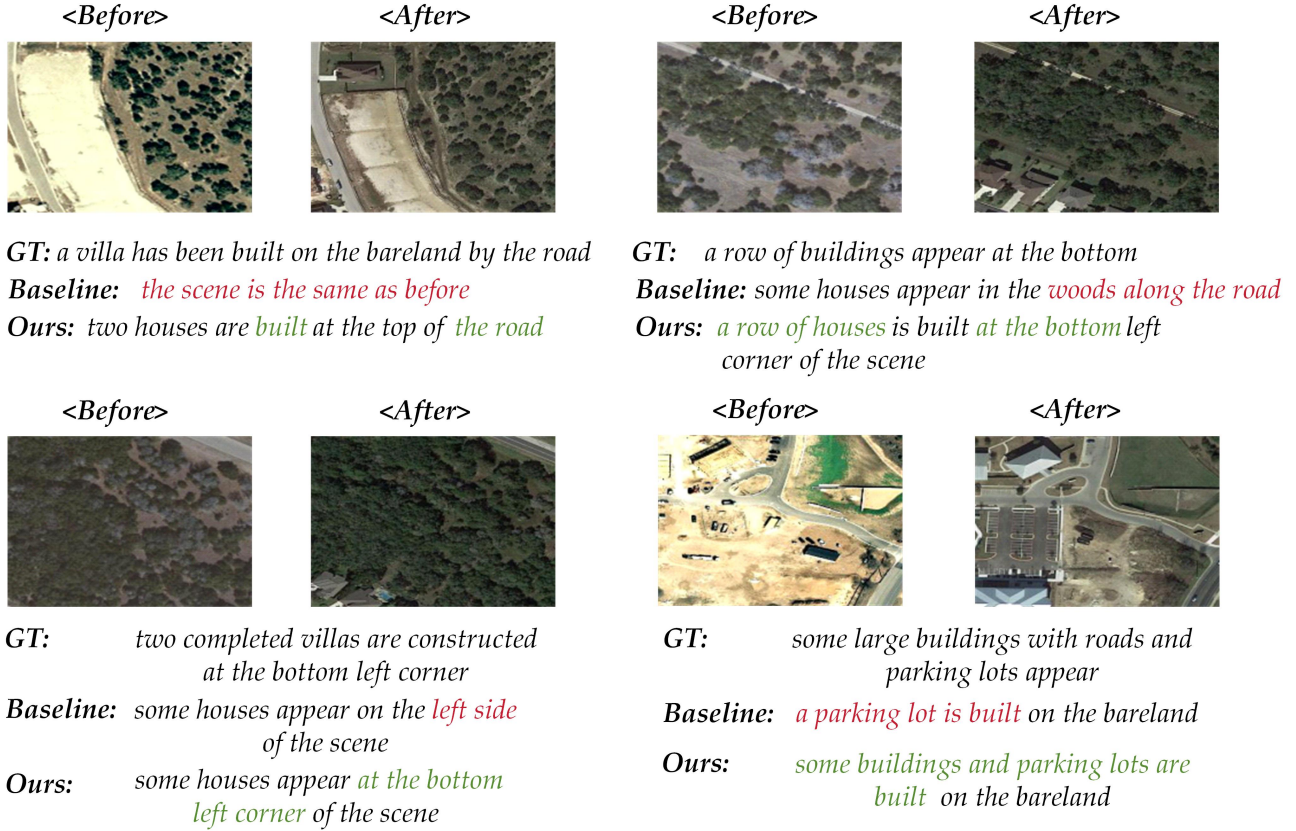 <Before> <After>
GT: a villa has been built on the bareland by the road
Baseline: the scene is the same as before
Ours: two houses are built at the top of the road
<Before> <After>
GT: a row of buildings appear at the bottom
Baseline: some houses appear in the woods along the road
Ours: a row of houses is built at the bottom left
corner of the scene
<Before> <After>
GT: two completed villas are constructed
at the bottom left corner
Baseline: some houses appear on the left side
of the scene
Ours: some houses appear at the bottom
left corner of the scene
<Before> <After>
GT: some large buildings with roads and
parking lots appear
Baseline: a parking lot is built on the bareland
Ours: some buildings and parking lots are
built on the bareland